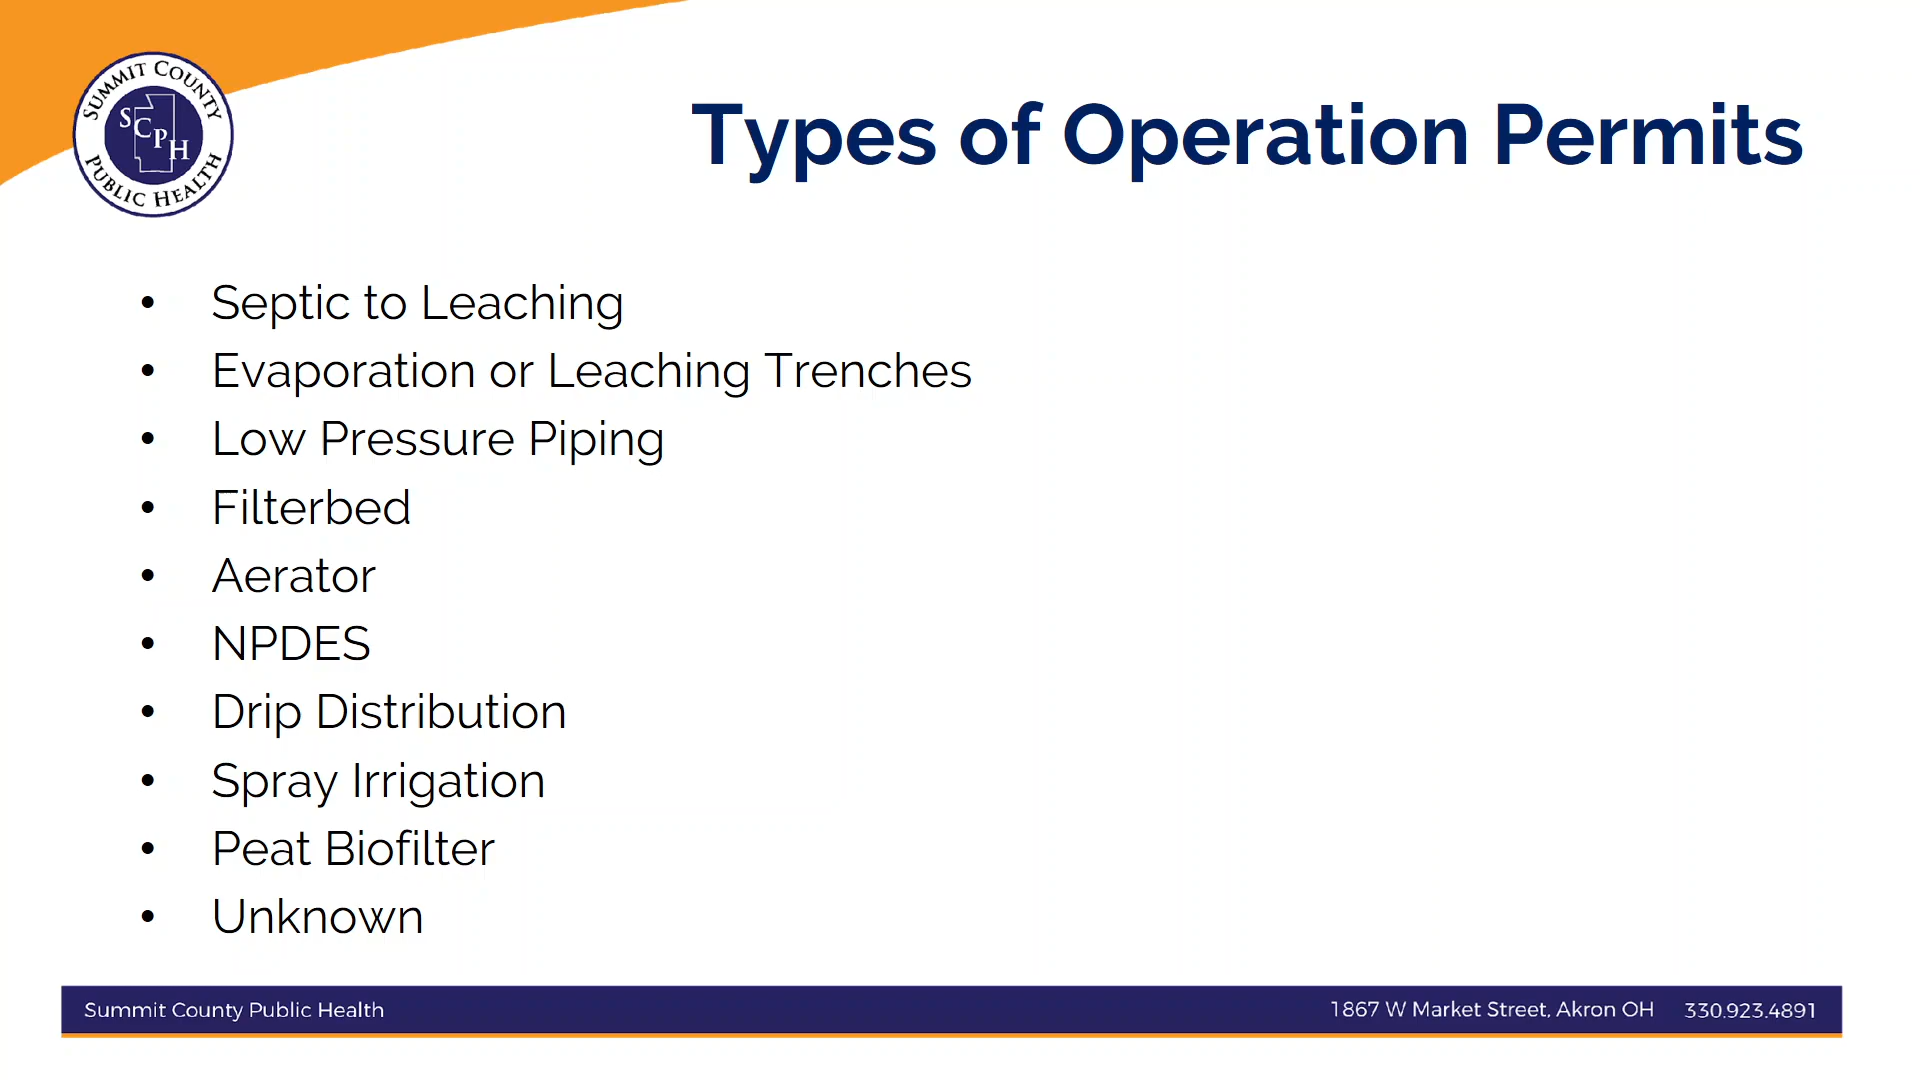 SUMMIT COUNTY
SCPH
PUBLIC HEALTH
Types of Operation Permits
• Septic to Leaching
• Evaporation or Leaching Trenches
• Low Pressure Piping
• Filterbed
• Aerator
• NPDES
• Drip Distribution
• Spray Irrigation
• Peat Biofilter
• Unknown
Summit County Public Health 1867 W Market Street, Akron OH 330.923.4891